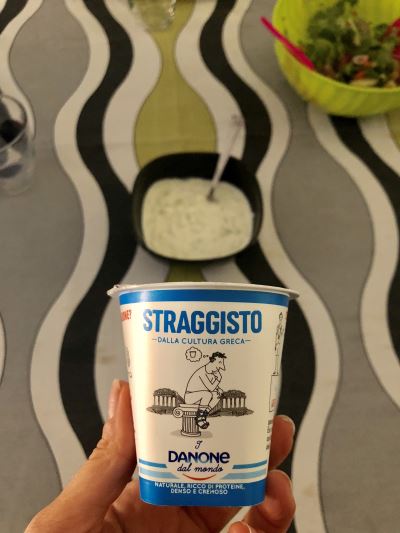 STRAGGISTO
DALLA CULTURA GRECA
I
DANONE
dal mondo
NATURALE, RICCO DI PROTEINE,
DENSO E CREMOSO